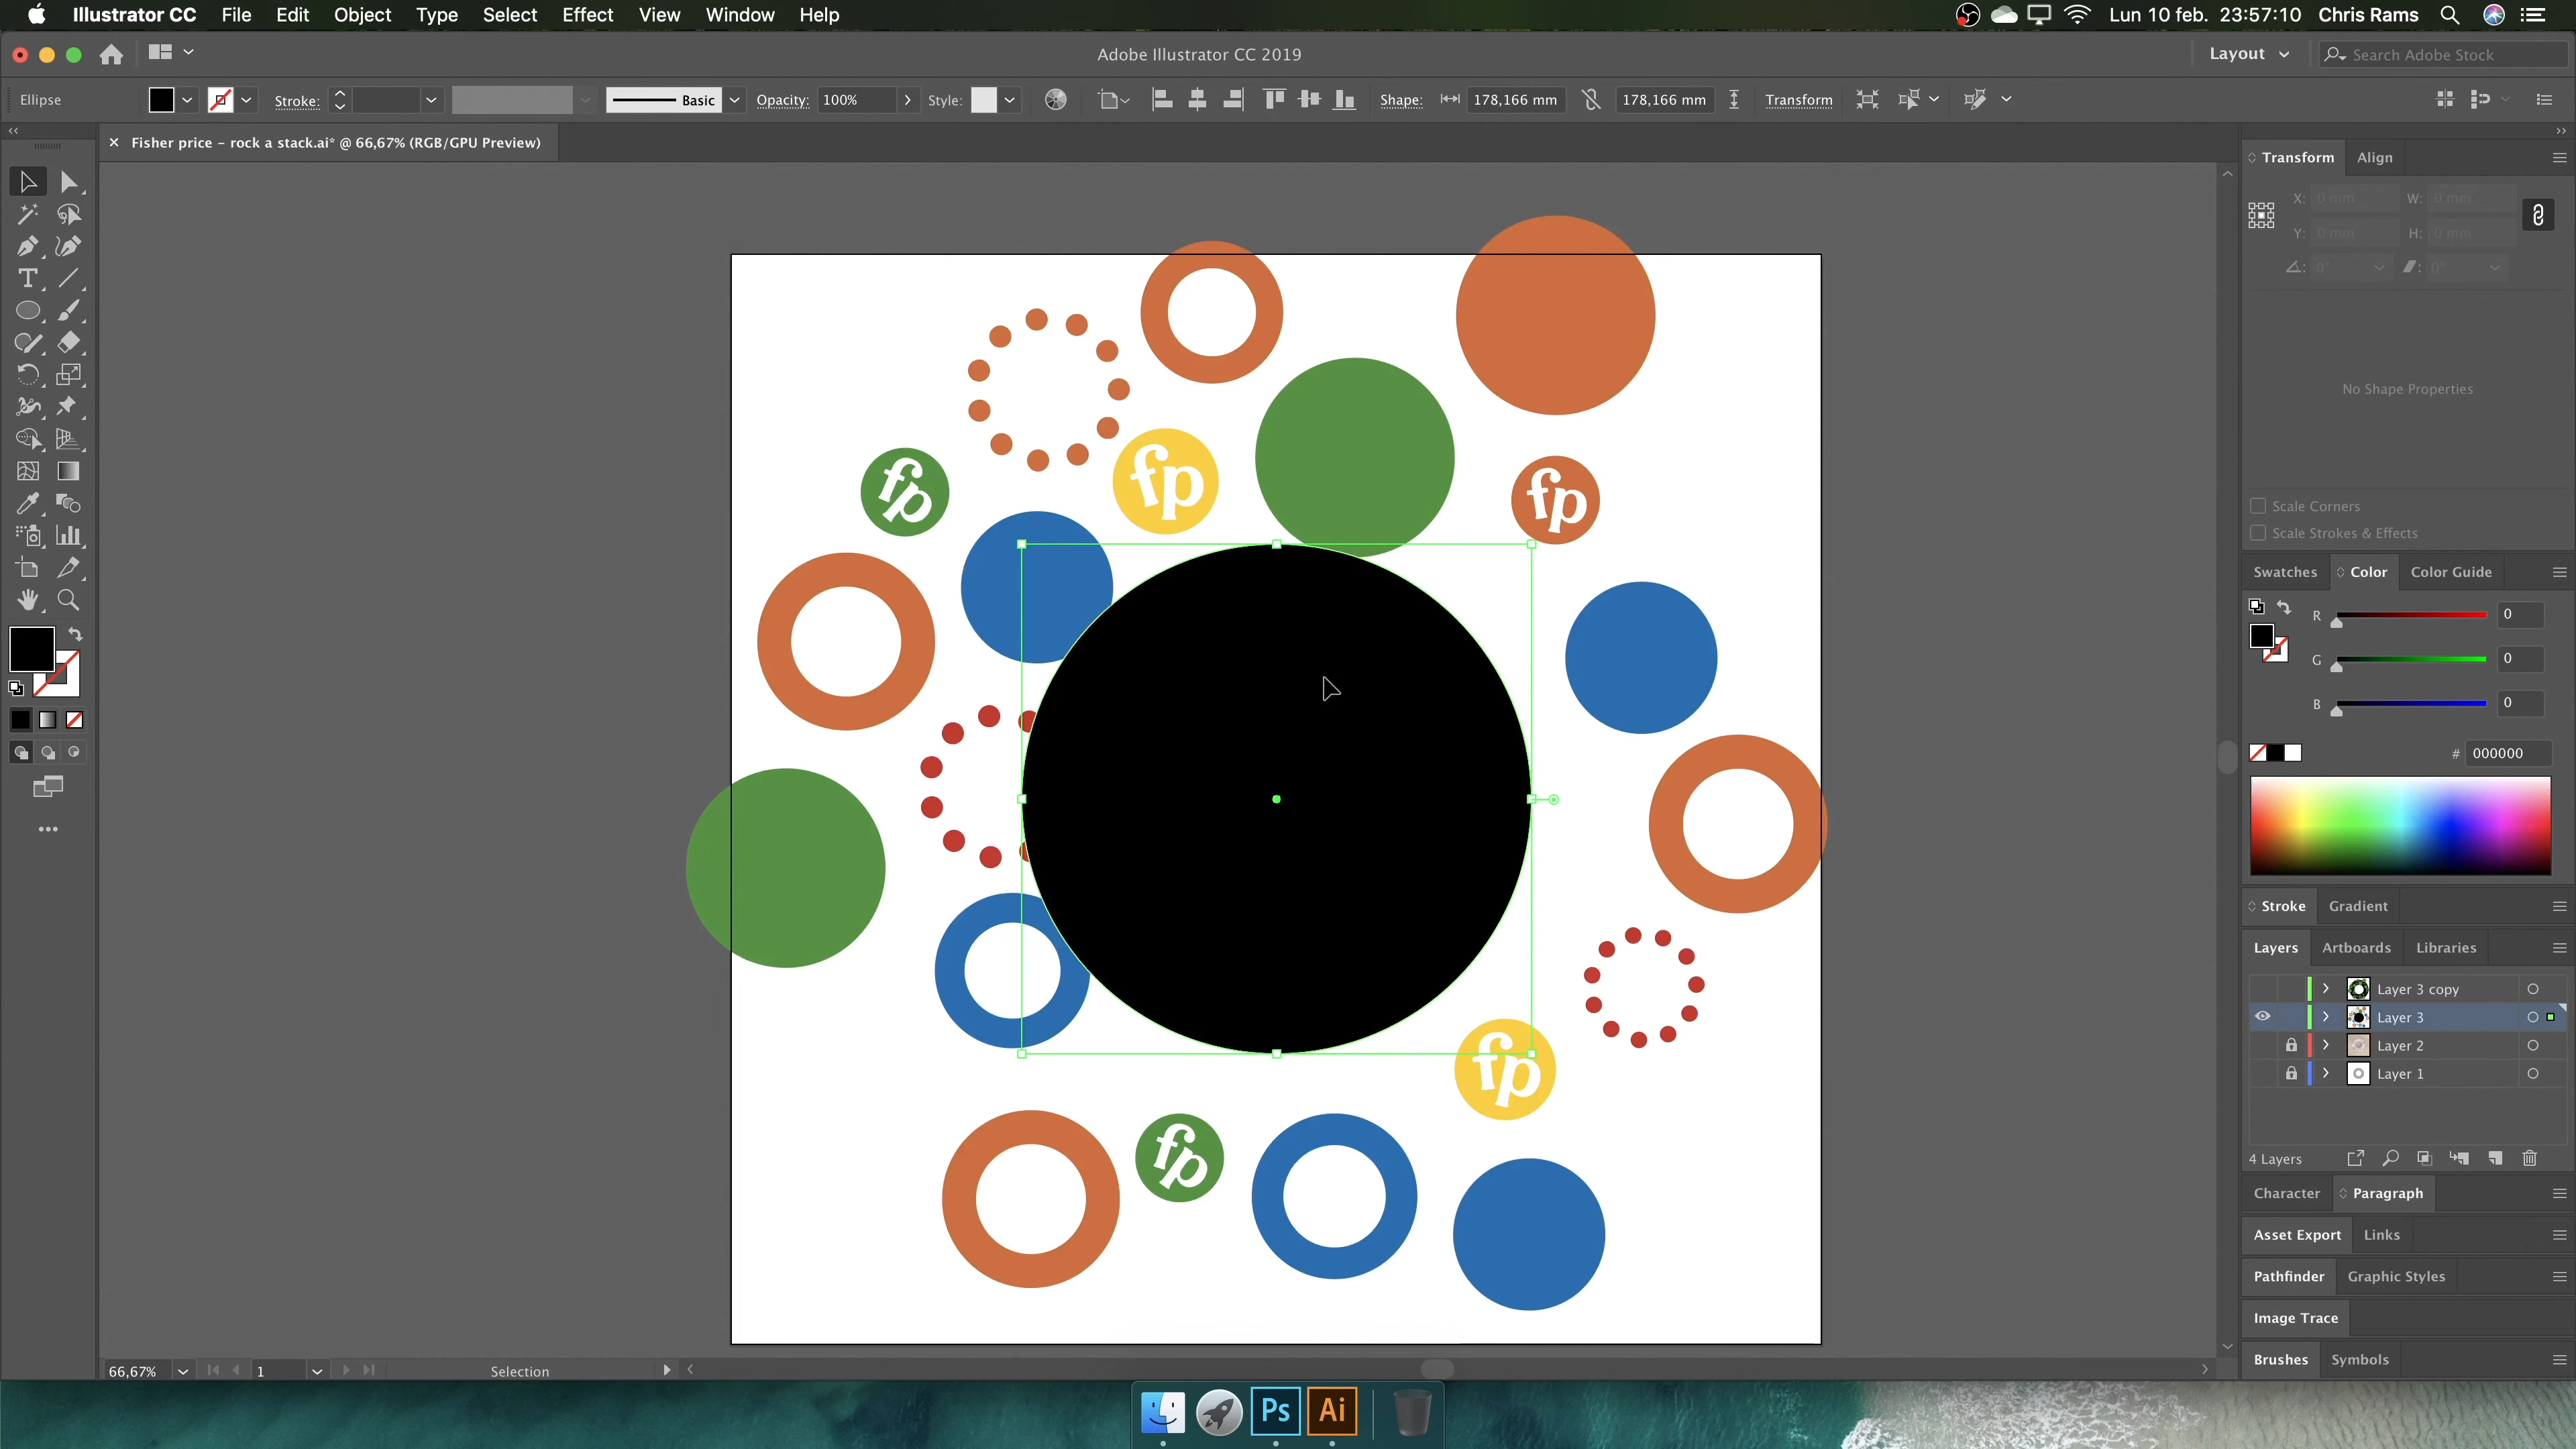 Illustrator CC File Edit Object Type Select Effect View Window Help Lun 10 feb. 23:57:10 Chris Rams
Adobe Illustrator CC 2019 Layout Search Adobe Stock
Ellipse Stroke: Basic Opacity: 100% Style: Shape: 178,166 mm 178,166 mm Transform
Fisher price - rock a stack.ai* @ 66,67% (RGB/GPU Preview)
Transform Align
X: 0 mm W: 0 mm
Y: 0 mm H: 0 mm
0° 0°
No Shape Properties
Scale Corners
Scale Strokes & Effects
fp
fp
fp
fp
fp
T
Swatches Color Color Guide
R 0
G 0
B 0
# 000000
Stroke Gradient
Layers Artboards Libraries
Layer 3 copy
Layer 3
Layer 2
Layer 1
4 Layers
Character Paragraph
Asset Export Links
Pathfinder Graphic Styles
Image Trace
Brushes Symbols
66,67% 1 Selection
Ps Ai